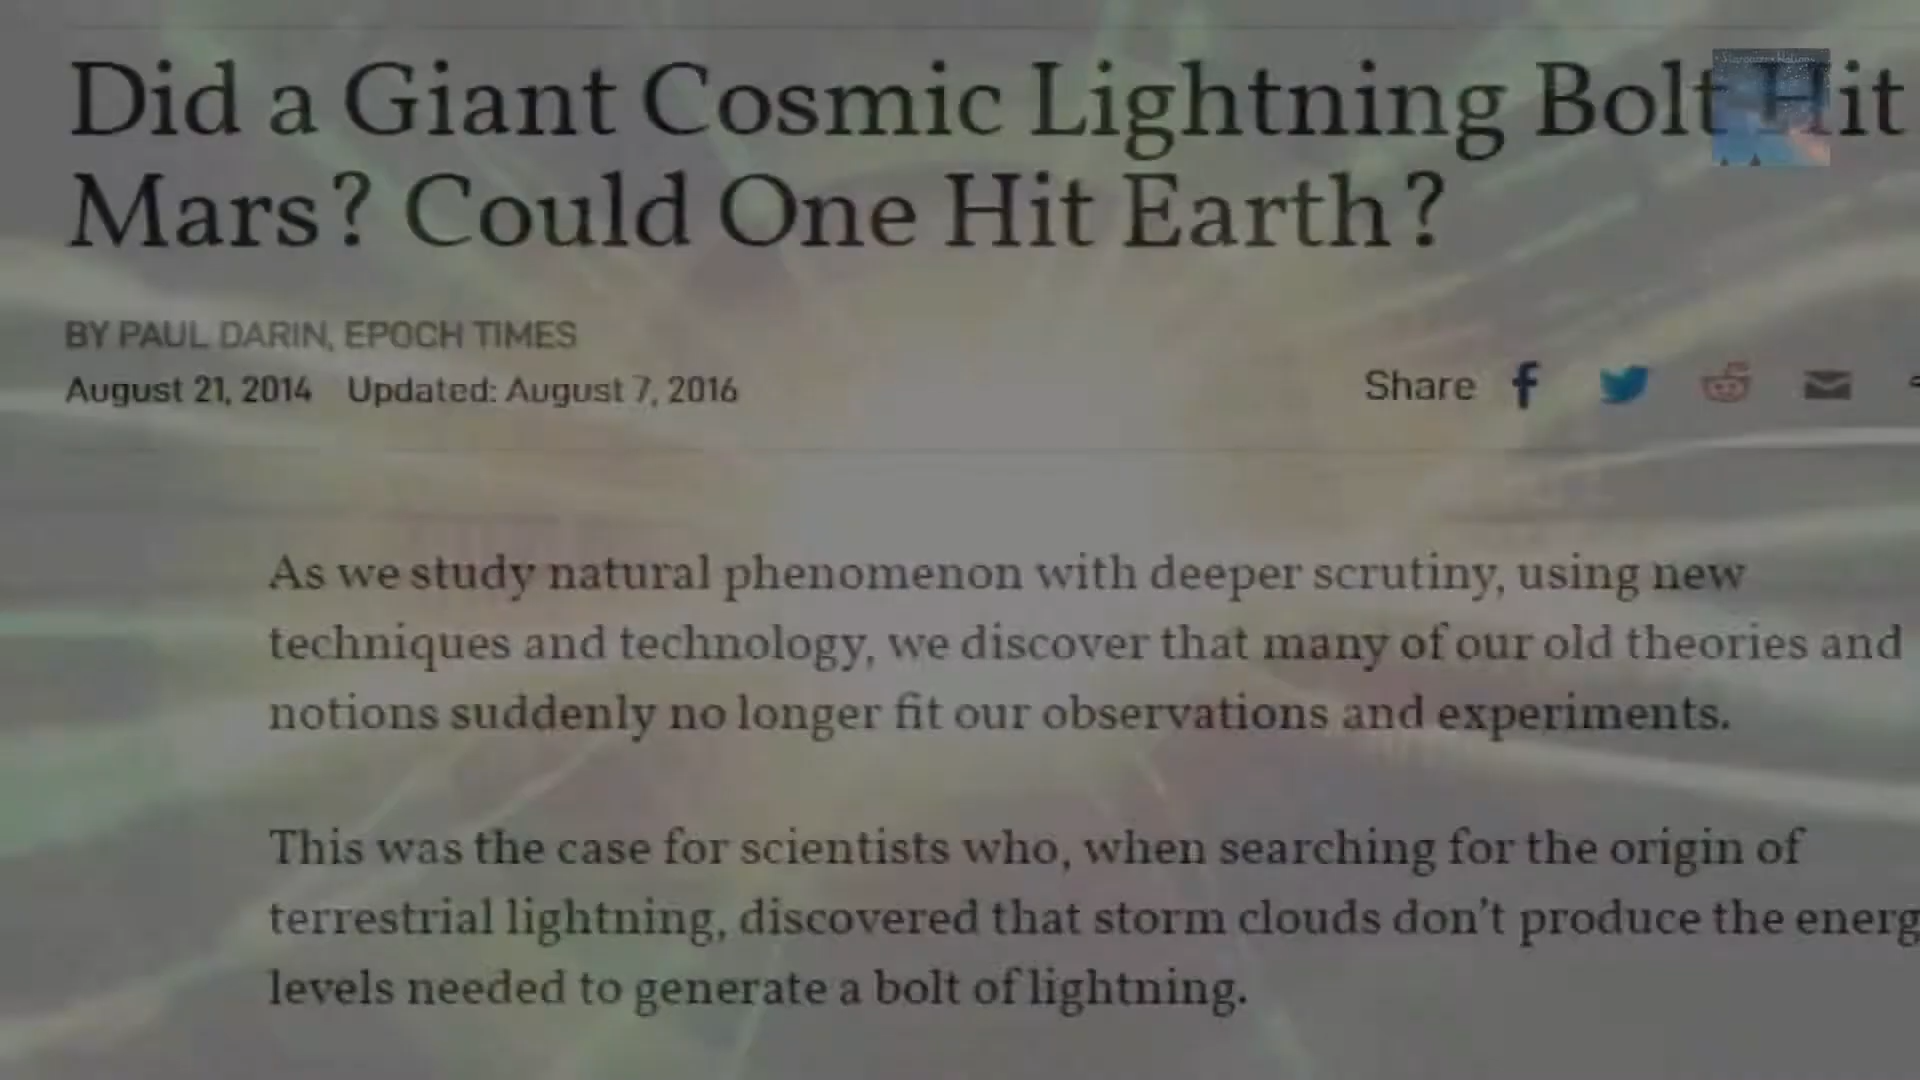 Did a Giant Cosmic Lightning Bolt Hit
Mars? Could One Hit Earth?
BY PAUL DARIN, EPOCH TIMES
August 21, 2014 Updated: August 7, 2016
Share
As we study natural phenomenon with deeper scrutiny, using new
techniques and technology, we discover that many of our old theories and
notions suddenly no longer fit our observations and experiments.
This was the case for scientists who, when searching for the origin of
terrestrial lightning, discovered that storm clouds don't produce the energ
levels needed to generate a bolt of lightning.